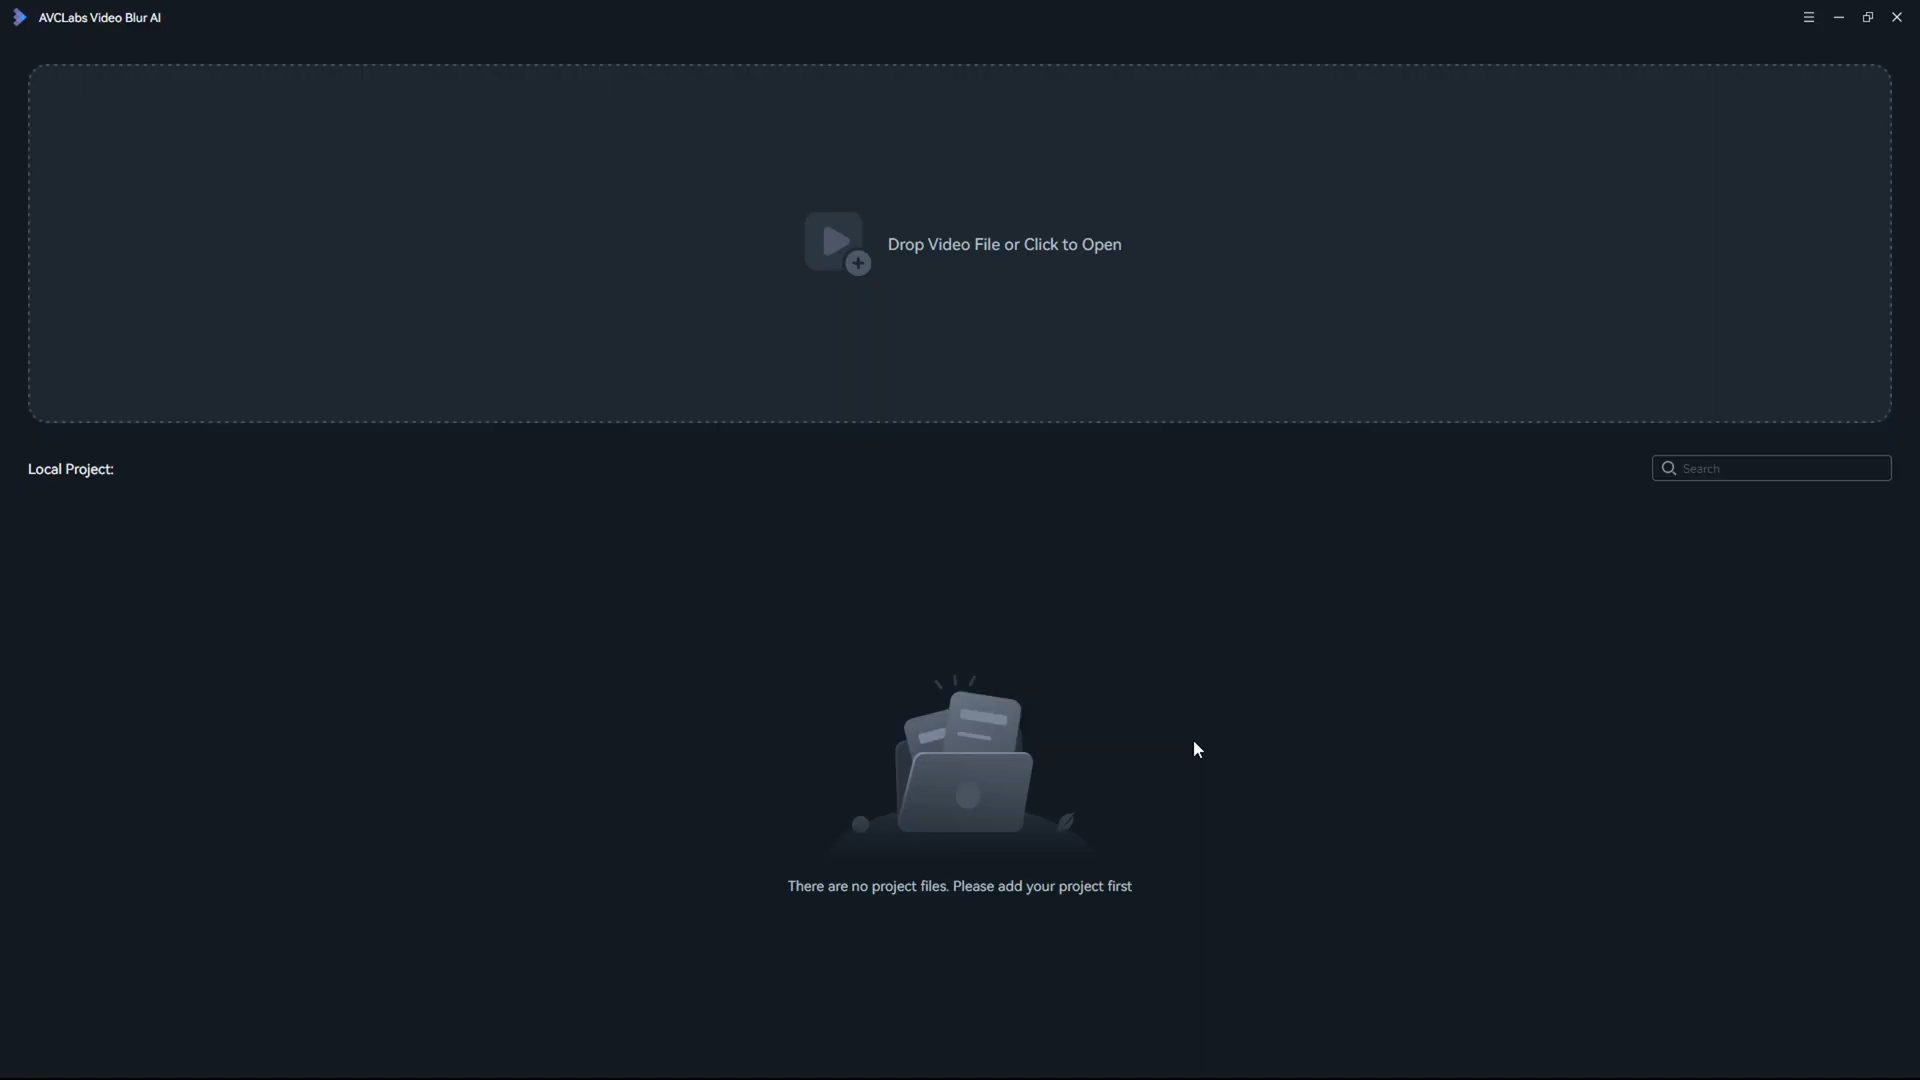 AVCLabs Video Blur AI
Drop Video File or Click to Open
Local Project:
Search
There are no project files. Please add your project first